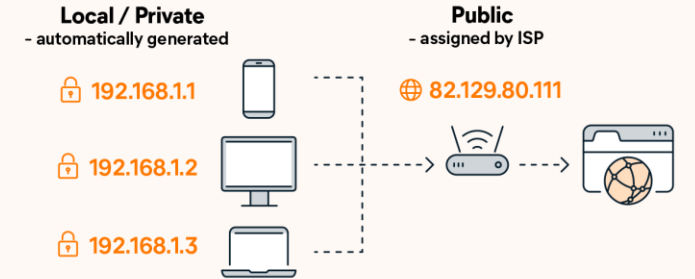 Local / Private
- automatically generated
192.168.1.1
192.168.1.2
192.168.1.3
Public
- assigned by ISP
82.129.80.111